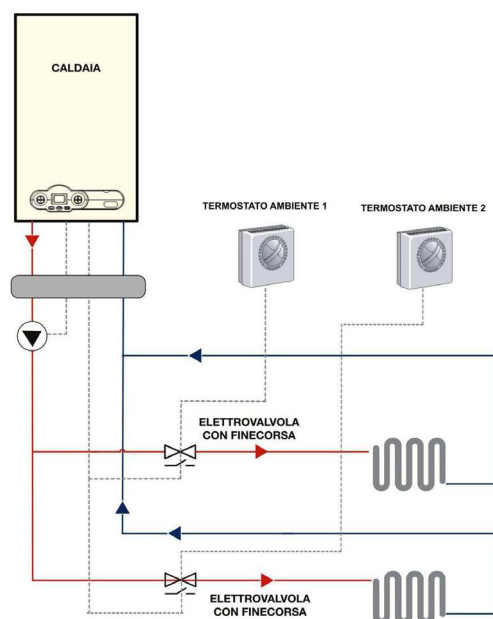 CALDAIA
TERMOSTATO AMBIENTE 1
TERMOSTATO AMBIENTE 2
ELETTROVALVOLA
CON FINECORSA
ELETTROVALVOLA
CON FINECORSA